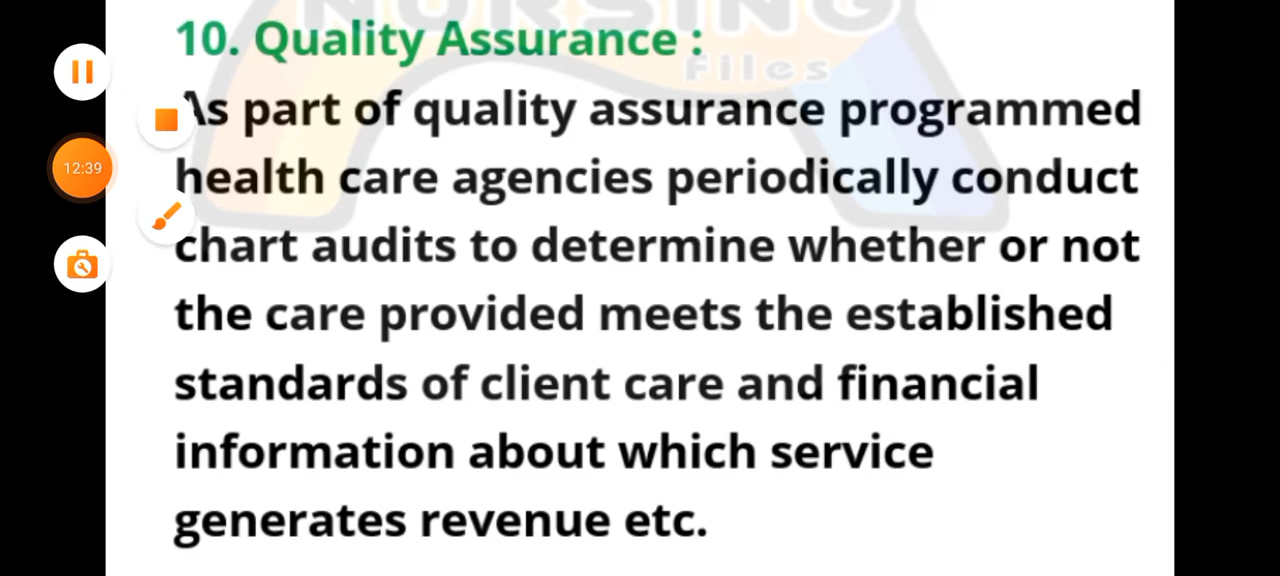 NURSING
Files
10. Quality Assurance :
As part of quality assurance programmed
health care agencies periodically conduct
chart audits to determine whether or not
the care provided meets the established
standards of client care and financial
information about which service
generates revenue etc.
12:39